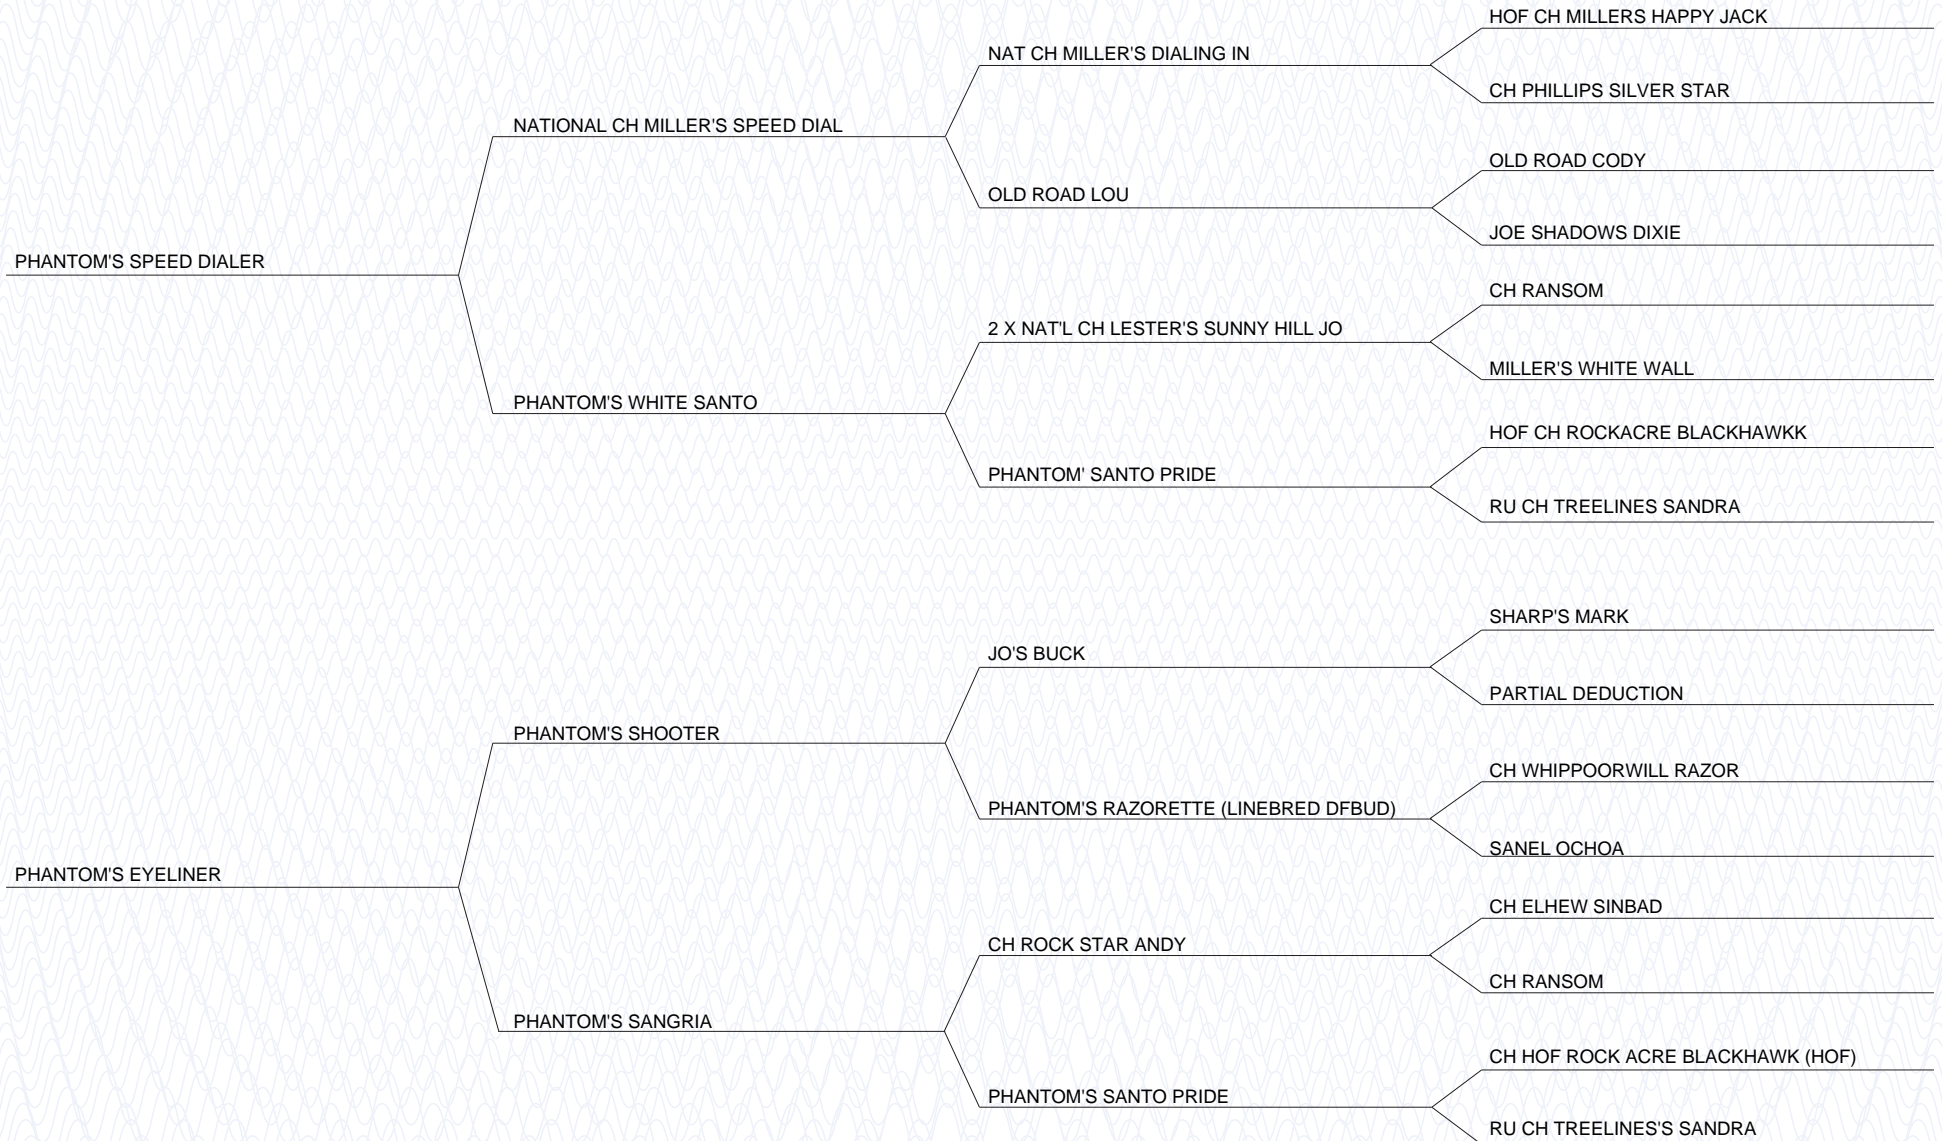 HOF CH MILLERS HAPPY JACK
NAT CH MILLER'S DIALING IN
CH PHILLIPS SILVER STAR
NATIONAL CH MILLER'S SPEED DIAL
OLD ROAD CODY
OLD ROAD LOU
JOE SHADOWS DIXIE
PHANTOM'S SPEED DIALER
CH RANSOM
2 X NAT'L CH LESTER'S SUNNY HILL JO
MILLER'S WHITE WALL
PHANTOM'S WHITE SANTO
HOF CH ROCKACRE BLACKHAWKK
PHANTOM' SANTO PRIDE
RU CH TREELINES SANDRA
SHARP'S MARK
JO'S BUCK
PARTIAL DEDUCTION
PHANTOM'S SHOOTER
CH WHIPPOORWILL RAZOR
PHANTOM'S RAZORETTE (LINEBRED DFBUD)
SANEL OCHOA
PHANTOM'S EYELINER
CH ELHEW SINBAD
CH ROCK STAR ANDY
CH RANSOM
PHANTOM'S SANGRIA
CH HOF ROCK ACRE BLACKHAWK (HOF)
PHANTOM'S SANTO PRIDE
RU CH TREELINES'S SANDRA